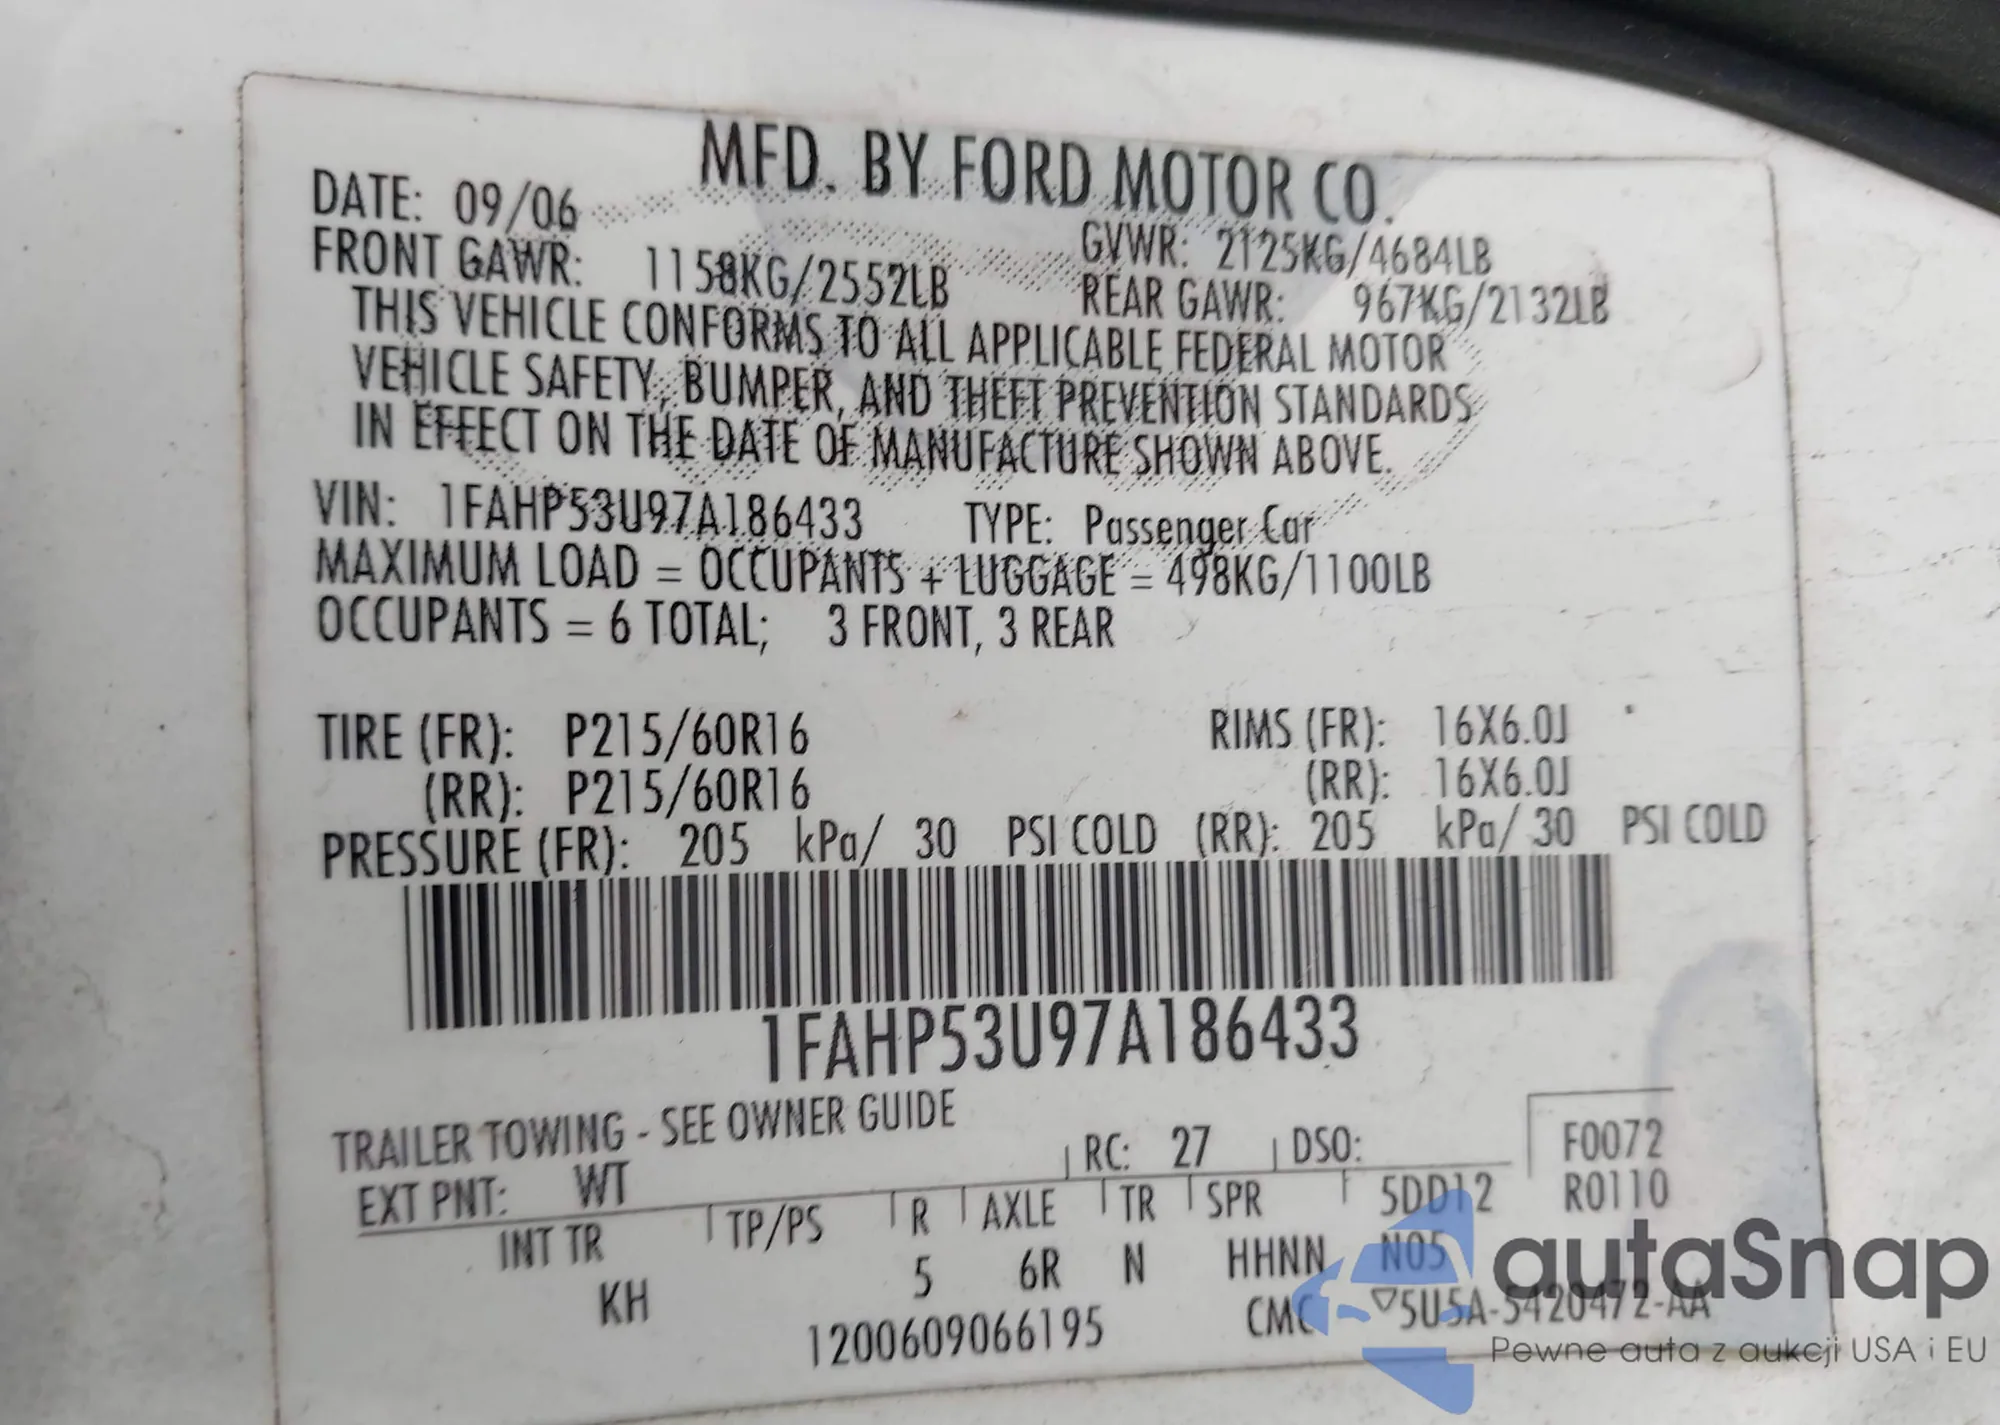 MFD. BY FORD MOTOR CO.
DATE: 09/06
GVWR: 2125KG/4684LB
FRONT GAWR: 1158KG/2552LB
REAR GAWR: 967KG/2132LB
THIS VEHICLE CONFORMS TO ALL APPLICABLE FEDERAL MOTOR
VEHICLE SAFETY, BUMPER, AND THEFT PREVENTION STANDARDS
IN EFFECT ON THE DATE OF MANUFACTURE SHOWN ABOVE.
VIN: 1FAHP53U97A186433 TYPE: Passenger Car
MAXIMUM LOAD = OCCUPANTS + LUGGAGE = 498KG/1100LB
OCCUPANTS = 6 TOTAL; 3 FRONT, 3 REAR
TIRE (FR): P215/60R16 RIMS (FR): 16X6.0J
(RR): P215/60R16 (RR): 16X6.0J
PRESSURE (FR): 205 kPa/ 30 PSI COLD (RR): 205 kPa/ 30 PSI COLD
1FAHP53U97A186433
TRAILER TOWING - SEE OWNER GUIDE
EXT PNT: WT RC: 27 DSO: F0072
INT TR TP/PS R AXLE TR SPR 5DD12 R0110
KH 5 6R N HHNN N05
1200609066195 CMC ▽5U5A-5420472-AA
autaSnap
Pewne auta z aukcji USA i EU